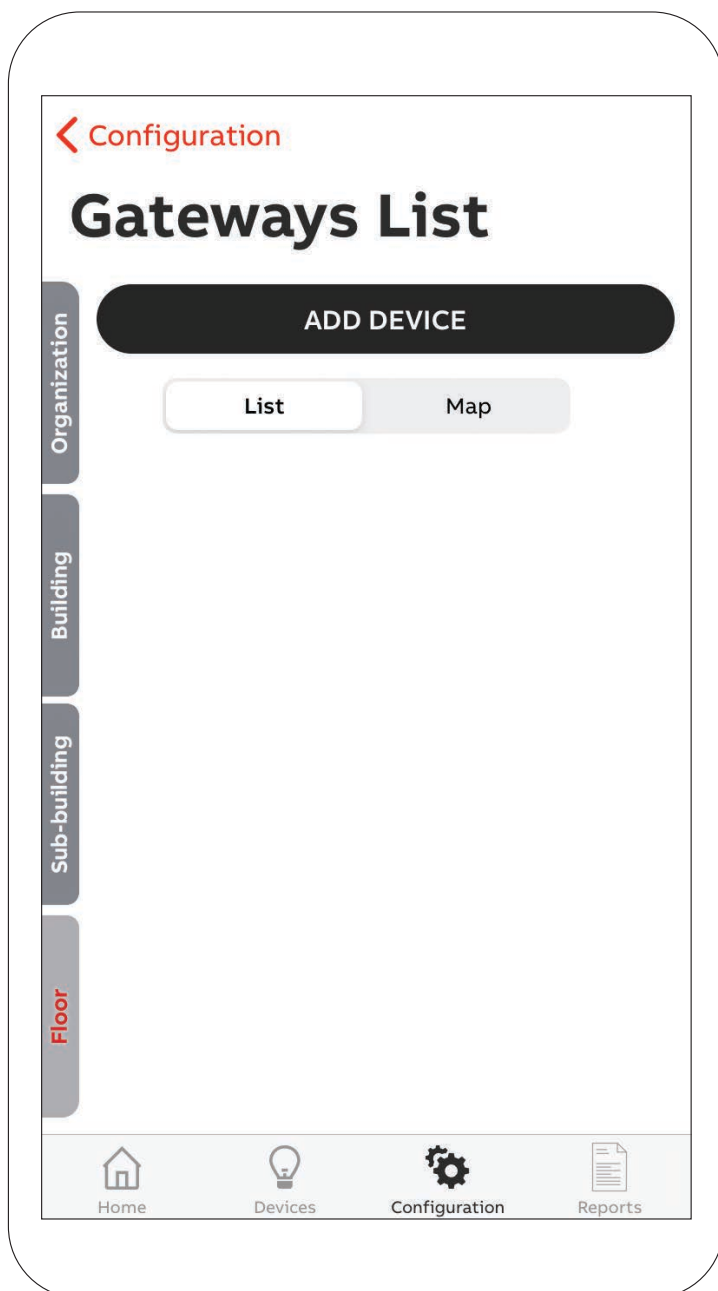 Configuration
Gateways List
ADD DEVICE
List Map
Organization
Building
Sub-building
Floor
Home Devices Configuration Reports